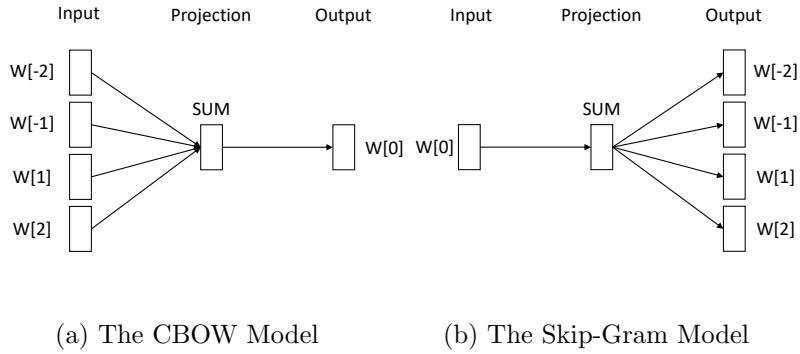 Input Projection Output Input Projection Output
W[-2] W[-2]
SUM SUM
W[-1] W[-1]
W[0] W[0]
W[1] W[1]
W[2] W[2]
(a) The CBOW Model (b) The Skip-Gram Model